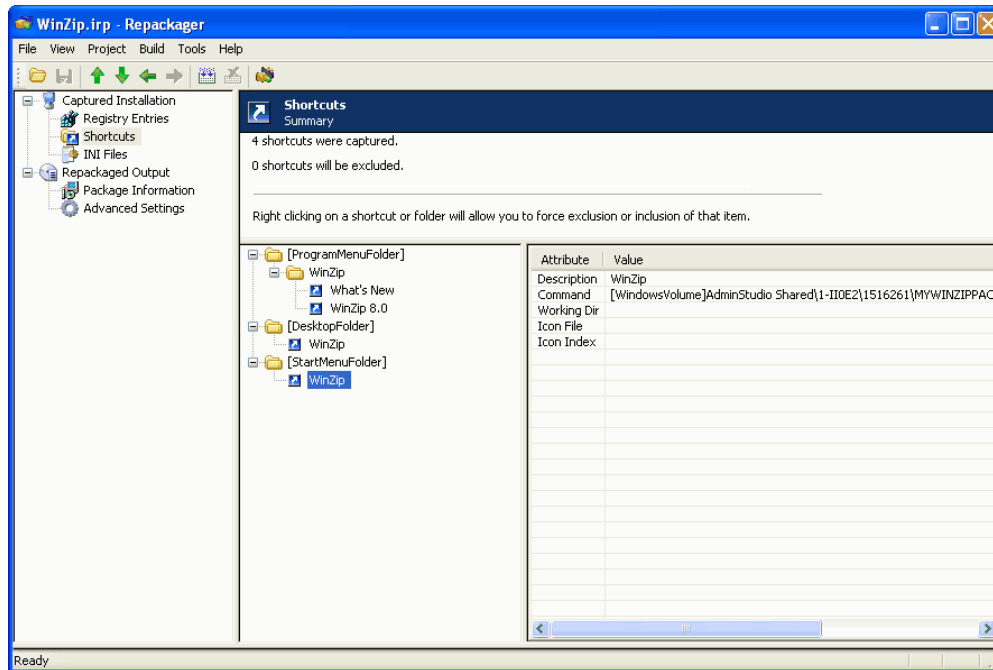 WinZip.irp - Repackager
File View Project Build Tools Help
Captured Installation
Registry Entries
Shortcuts
INI Files
Repackaged Output
Package Information
Advanced Settings
Shortcuts
Summary
4 shortcuts were captured.
0 shortcuts will be excluded.
Right clicking on a shortcut or folder will allow you to force exclusion or inclusion of that item.
[ProgramMenuFolder]
WinZip
What's New
WinZip 8.0
[DesktopFolder]
WinZip
[StartMenuFolder]
WinZip
Attribute Value
Description WinZip
Command [WindowsVolume]AdminStudio Shared\1-II0E2\1516261\MYWINZIPPAC
Working Dir
Icon File
Icon Index
Ready